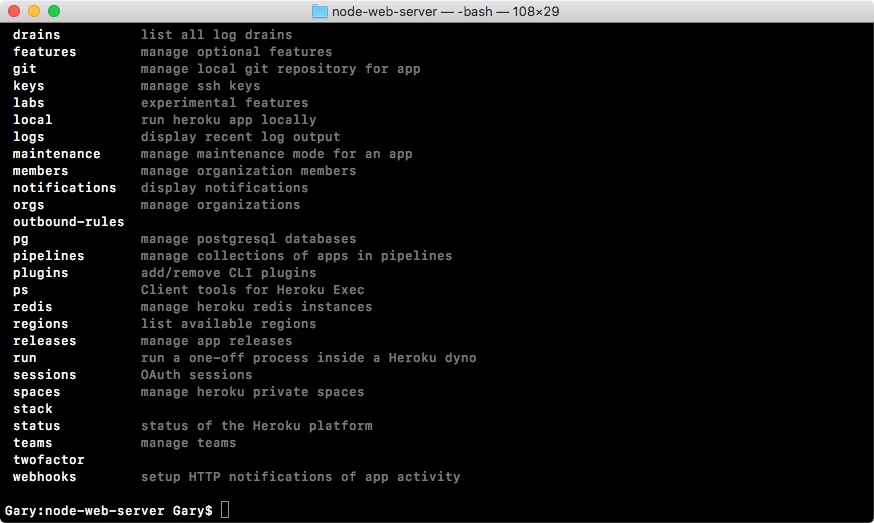 node-web-server — -bash — 108×29
drains list all log drains
features manage optional features
git manage local git repository for app
keys manage ssh keys
labs experimental features
local run heroku app locally
logs display recent log output
maintenance manage maintenance mode for an app
members manage organization members
notifications display notifications
orgs manage organizations
outbound-rules
pg manage postgresql databases
pipelines manage collections of apps in pipelines
plugins add/remove CLI plugins
ps Client tools for Heroku Exec
redis manage heroku redis instances
regions list available regions
releases manage app releases
run run a one-off process inside a Heroku dyno
sessions OAuth sessions
spaces manage heroku private spaces
stack
status status of the Heroku platform
teams manage teams
twofactor
webhooks setup HTTP notifications of app activity
Gary:node-web-server Gary$